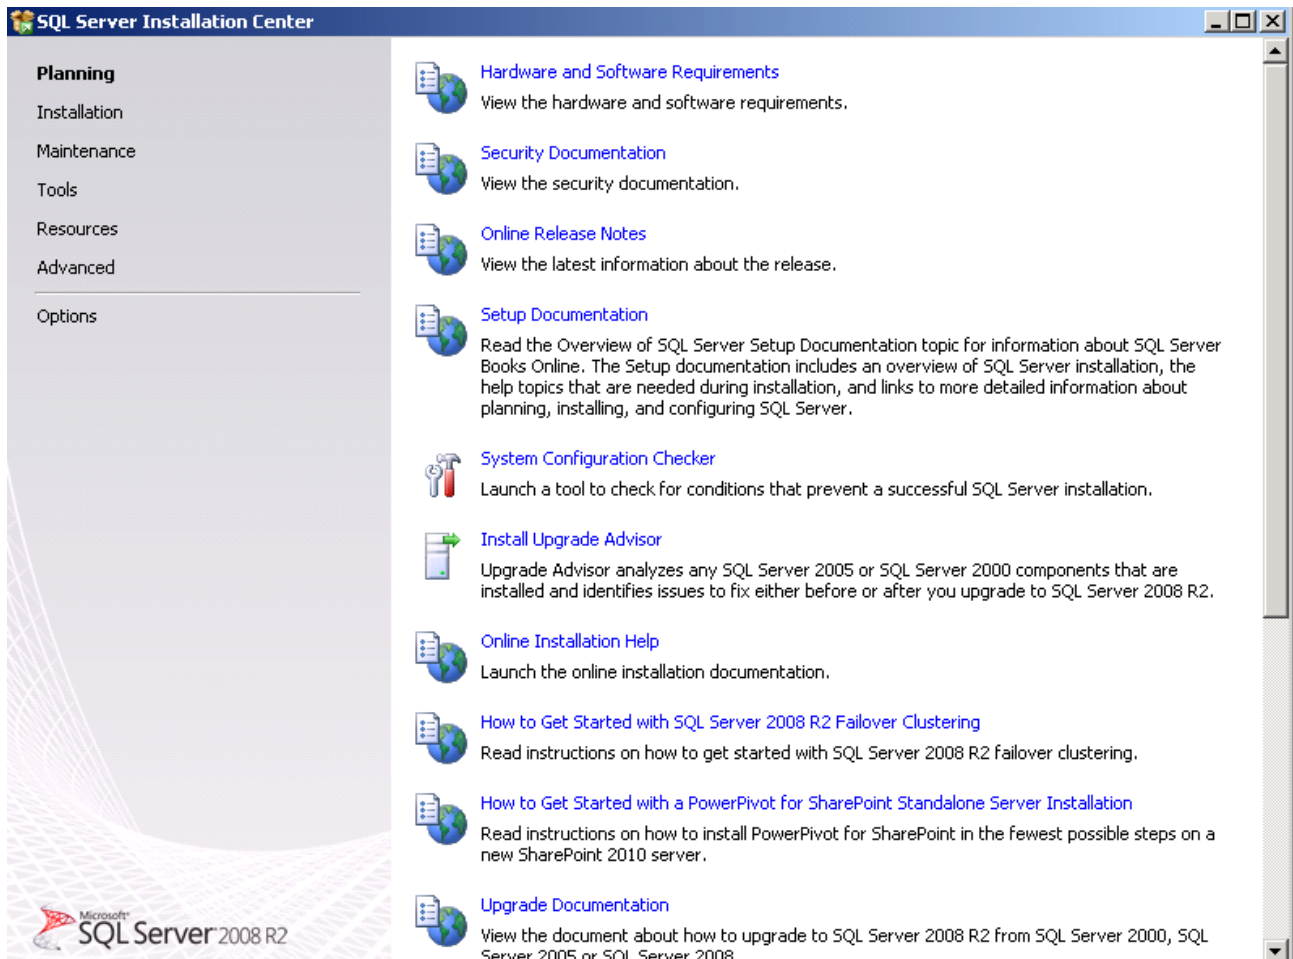 SQL Server Installation Center
Planning
Installation
Maintenance
Tools
Resources
Advanced
Options
Hardware and Software Requirements
View the hardware and software requirements.
Security Documentation
View the security documentation.
Online Release Notes
View the latest information about the release.
Setup Documentation
Read the Overview of SQL Server Setup Documentation topic for information about SQL Server
Books Online. The Setup documentation includes an overview of SQL Server installation, the
help topics that are needed during installation, and links to more detailed information about
planning, installing, and configuring SQL Server.
System Configuration Checker
Launch a tool to check for conditions that prevent a successful SQL Server installation.
Install Upgrade Advisor
Upgrade Advisor analyzes any SQL Server 2005 or SQL Server 2000 components that are
installed and identifies issues to fix either before or after you upgrade to SQL Server 2008 R2.
Online Installation Help
Launch the online installation documentation.
How to Get Started with SQL Server 2008 R2 Failover Clustering
Read instructions on how to get started with SQL Server 2008 R2 failover clustering.
How to Get Started with a PowerPivot for SharePoint Standalone Server Installation
Read instructions on how to install PowerPivot for SharePoint in the fewest possible steps on a
new SharePoint 2010 server.
Upgrade Documentation
View the document about how to upgrade to SQL Server 2008 R2 from SQL Server 2000, SQL
Server 2005 or SQL Server 2008.
Microsoft
SQL Server 2008 R2